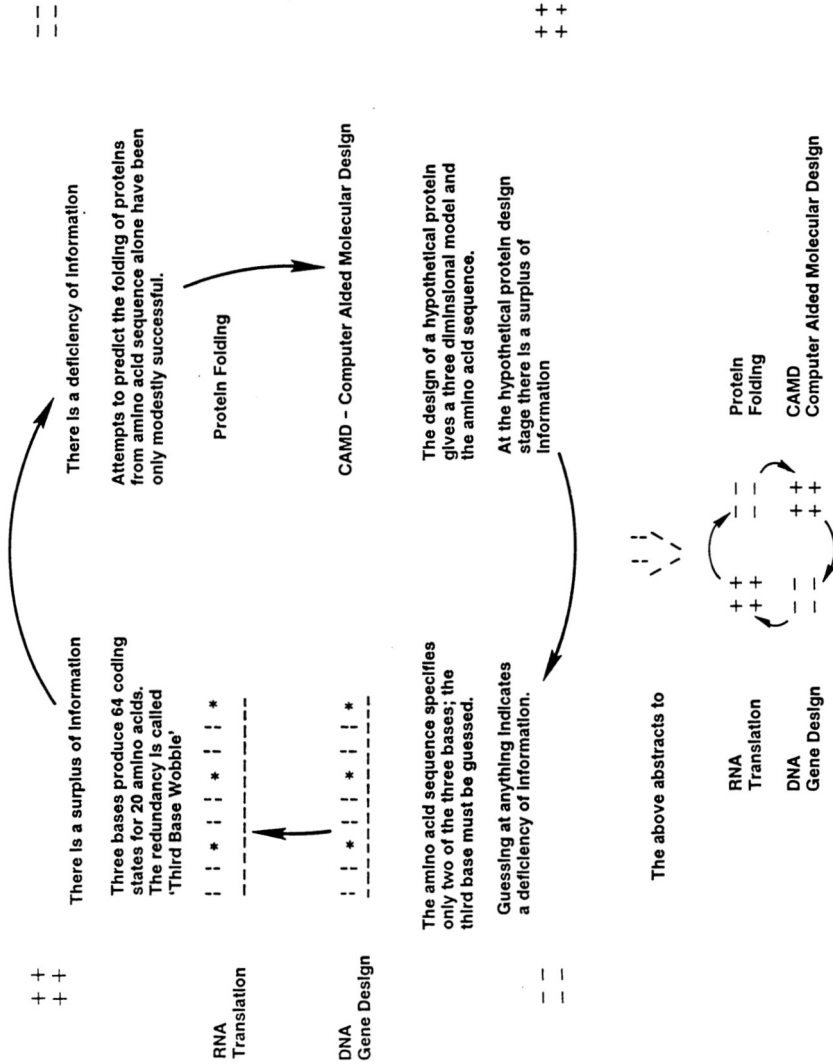 + +
+ +
There is a surplus of Information
Three bases produce 64 coding
states for 20 amino acids.
The redundancy is called
'Third Base Wobble'
RNA
Translation
¦ ¦ * ¦ ¦ * ¦ ¦ *
- - - - - - - - - - - -
DNA
Gene Design
¦ ¦ * ¦ ¦ * ¦ ¦ *
- - - - - - - - - - - -
The amino acid sequence specifies
only two of the three bases; the
third base must be guessed.
Guessing at anything indicates
a deficiency of information.
- -
- -
- -
- -
There is a deficiency of Information
Attempts to predict the folding of proteins
from amino acid sequence alone have been
only modestly successful.
Protein Folding
CAMD – Computer Aided Molecular Design
The design of a hypothetical protein
gives a three diminsional model and
the amino acid sequence.
At the hypothetical protein design
stage there is a surplus of
Information
+ +
+ +
The above abstracts to
RNA
Translation
+ +
+ +
- -
- -
Protein
Folding
DNA
Gene Design
- -
- -
+ +
+ +
CAMD
Computer Aided Molecular Design